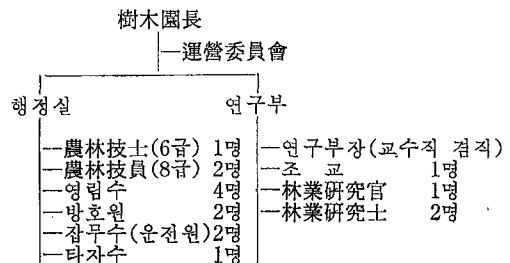 樹木園長
運營委員會
행정실 연구부
農林技士(6급) 1명 연구부장(교수직 겸직)
農林技員(8급) 2명 조 교 1명
영림수 4명 林業硏究官 1명
방호원 2명 林業硏究士 2명
잡무수(운전원)2명
타자수 1명